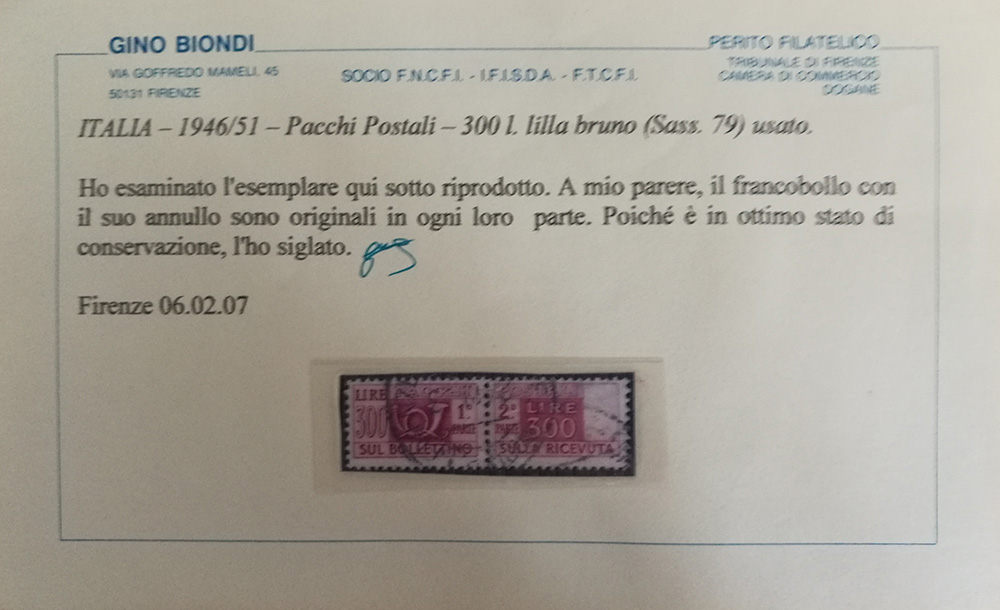 GINO BIONDI
PERITO FILATELICO
VIA GOFFREDO MAMELI, 45
50131 FIRENZE
SOCIO F.N.C.F.I. - I.F.I.S.D.A. - F.T.C.F.I.
TRIBUNALE DI FIRENZE
CAMERA DI COMMERCIO
DOGANE
ITALIA – 1946/51 – Pacchi Postali – 300 l. lilla bruno (Sass. 79) usato.
Ho esaminato l'esemplare qui sotto riprodotto. A mio parere, il francobollo con
il suo annullo sono originali in ogni loro parte. Poiché è in ottimo stato di
conservazione, l'ho siglato.
Firenze 06.02.07
LIRE
300
1ª
PARTE
SUL BOLLETTINO
2ª
PARTE
LIRE
300
SULLA RICEVUTA